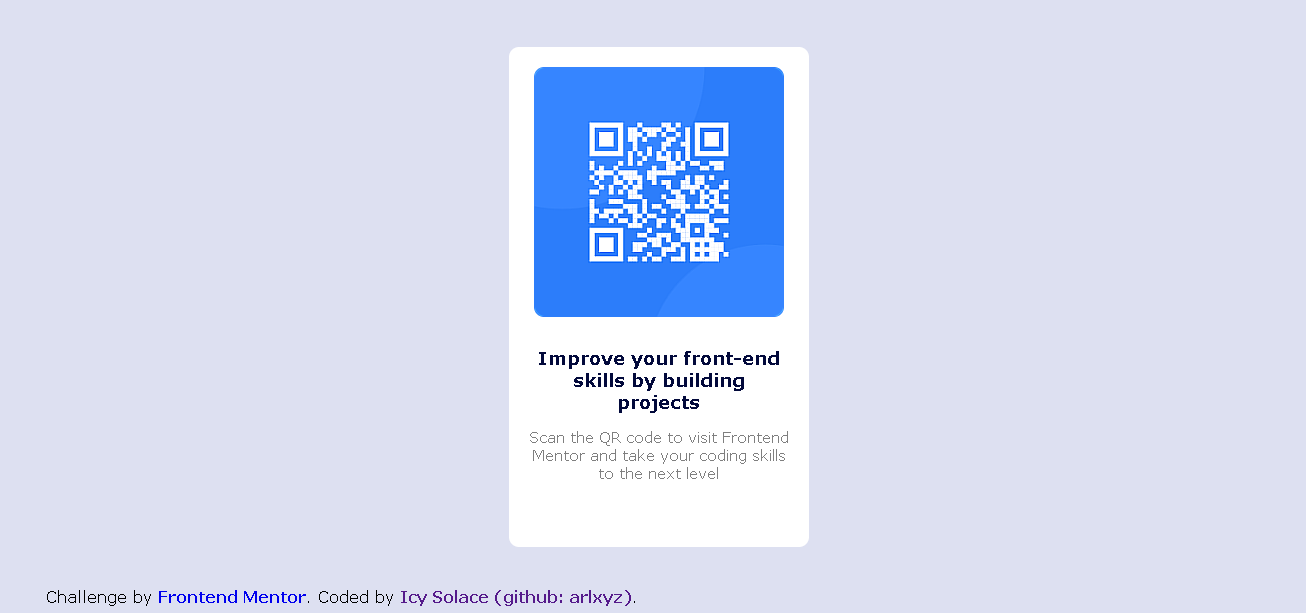 Improve your front-end
skills by building
projects
Scan the QR code to visit Frontend
Mentor and take your coding skills
to the next level
Challenge by Frontend Mentor. Coded by Icy Solace (github: arlxyz).